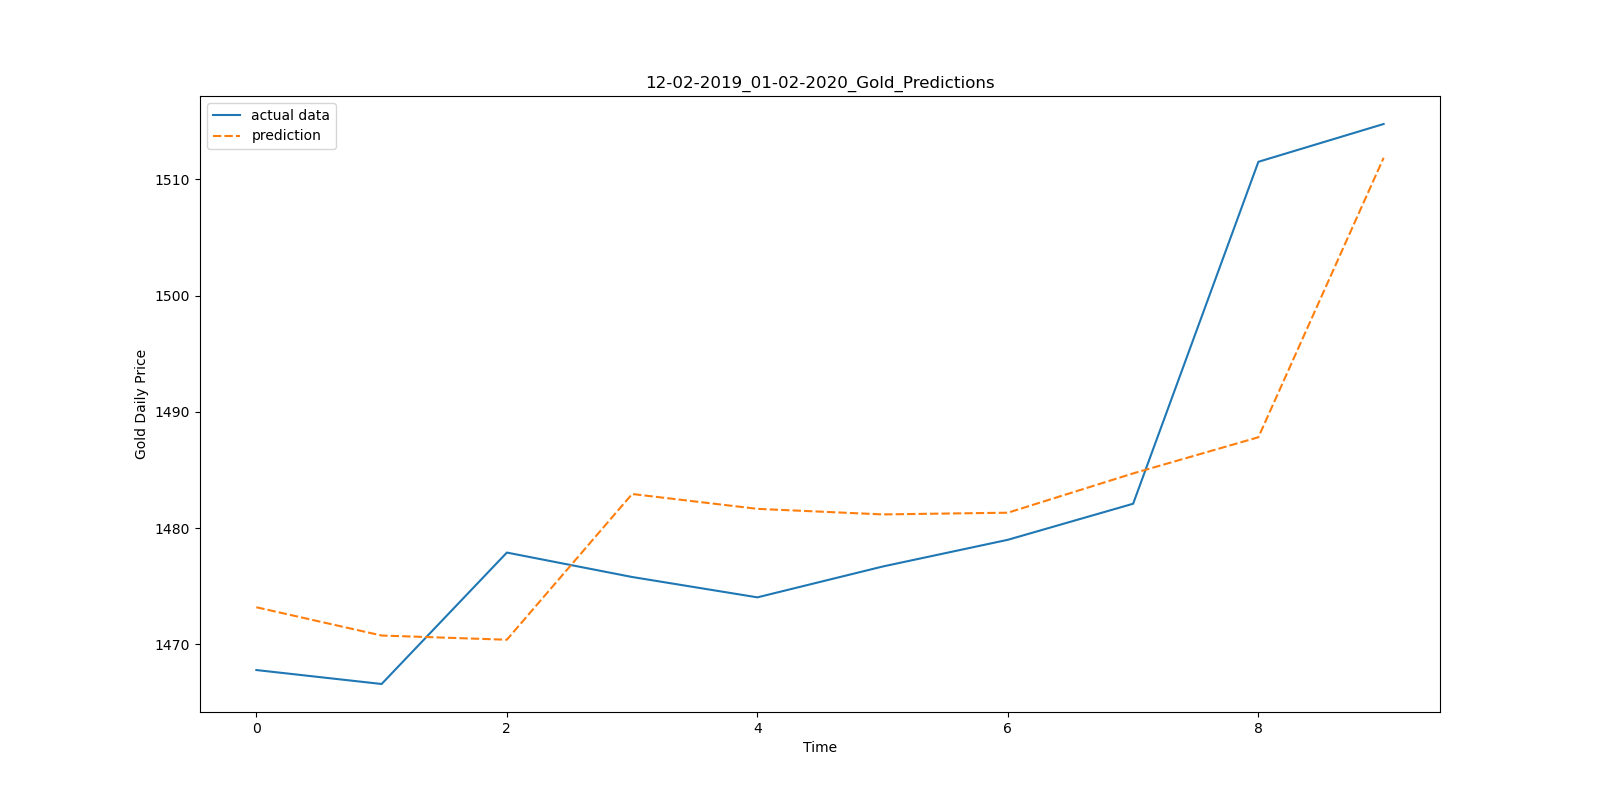 12-02-2019_01-02-2020_Gold_Predictions
actual data
prediction
Gold Daily Price
1510
1500
1490
1480
1470
0 2 4 6 8
Time